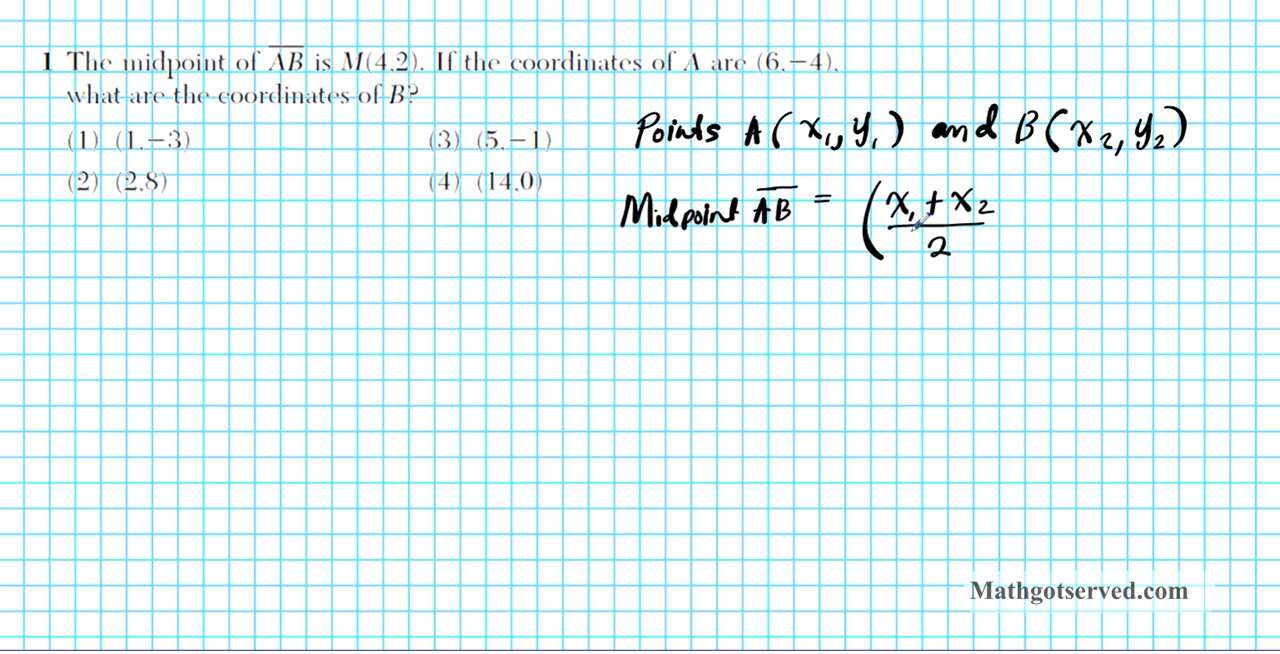 1 The midpoint of AB is M(4,2). If the coordinates of A are (6,−4),
what are the coordinates of B?
(1) (1,−3)
(3) (5,−1)
(2) (2,8)
(4) (14,0)
Points A(x₁, y₁) and B(x₂, y₂)
Midpoint AB = (x₁ + x₂
2
Mathgotserved.com